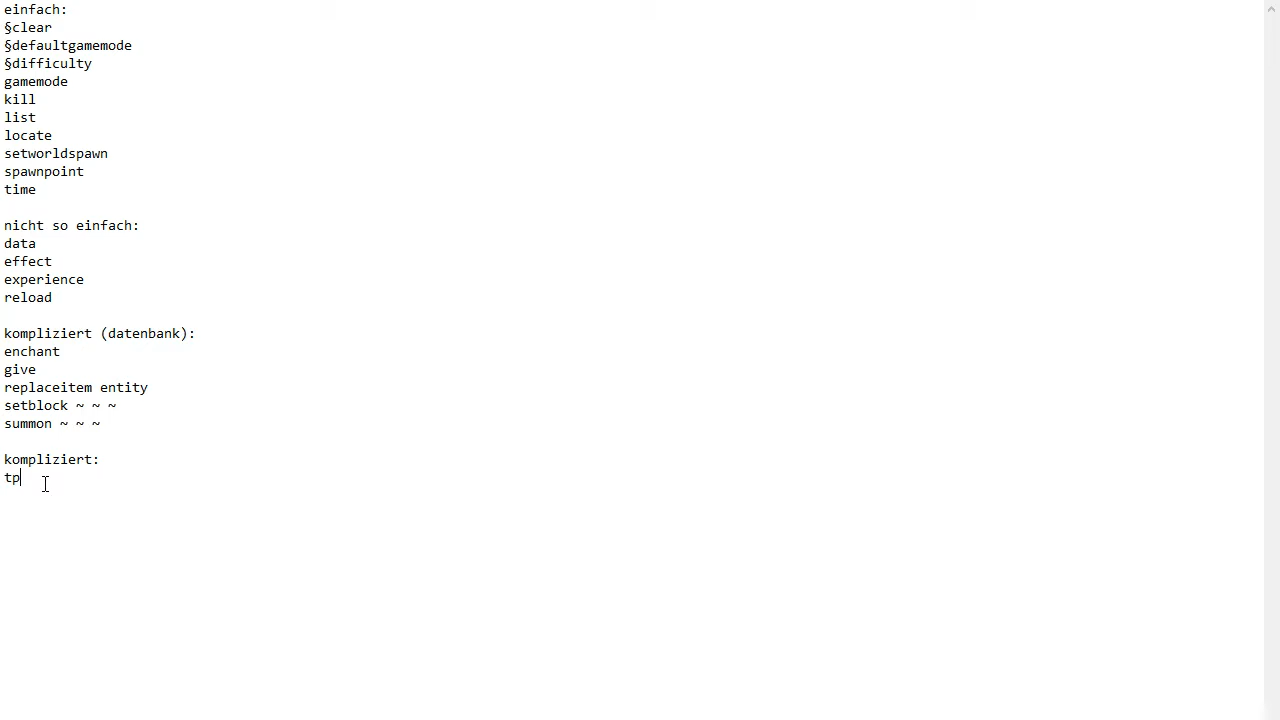 einfach:
§clear
§defaultgamemode
§difficulty
gamemode
kill
list
locate
setworldspawn
spawnpoint
time

nicht so einfach:
data
effect
experience
reload

kompliziert (datenbank):
enchant
give
replaceitem entity
setblock ~ ~ ~
summon ~ ~ ~

kompliziert:
tp